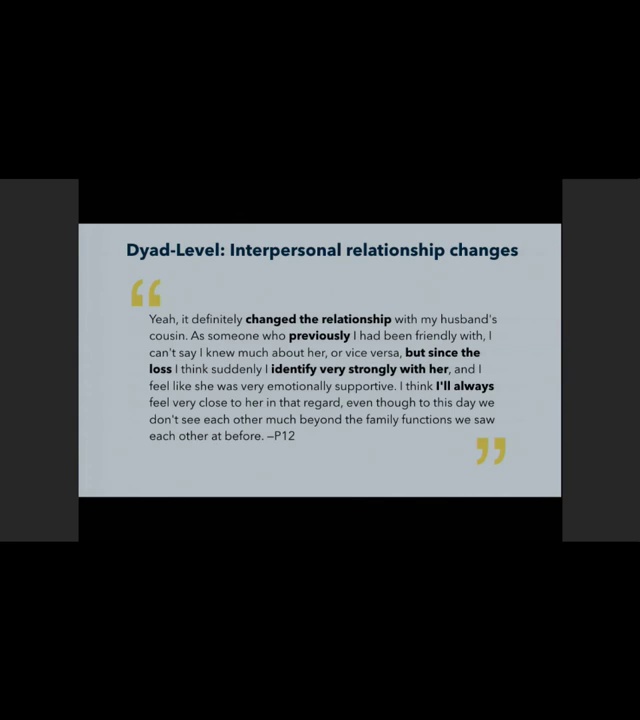 Dyad-Level: Interpersonal relationship changes
“
Yeah, it definitely changed the relationship with my husband's
cousin. As someone who previously I had been friendly with, I
can't say I knew much about her, or vice versa, but since the
loss I think suddenly I identify very strongly with her, and I
feel like she was very emotionally supportive. I think I'll always
feel very close to her in that regard, even though to this day we
don't see each other much beyond the family functions we saw
each other at before. —P12
”